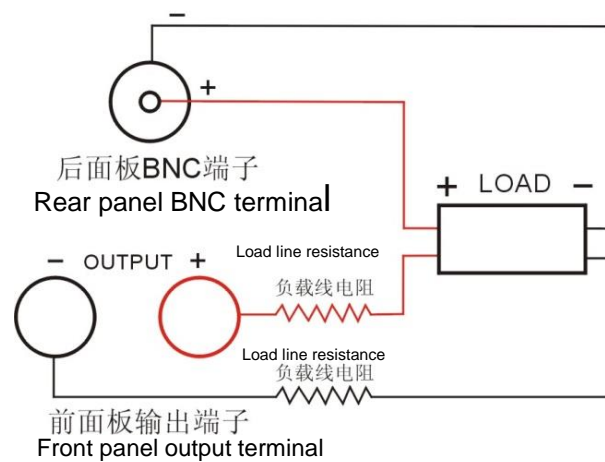 −
+
后面板BNC端子
Rear panel BNC terminal
+ LOAD −
− OUTPUT +
Load line resistance
负载线电阻
Load line resistance
负载线电阻
前面板输出端子
Front panel output terminal